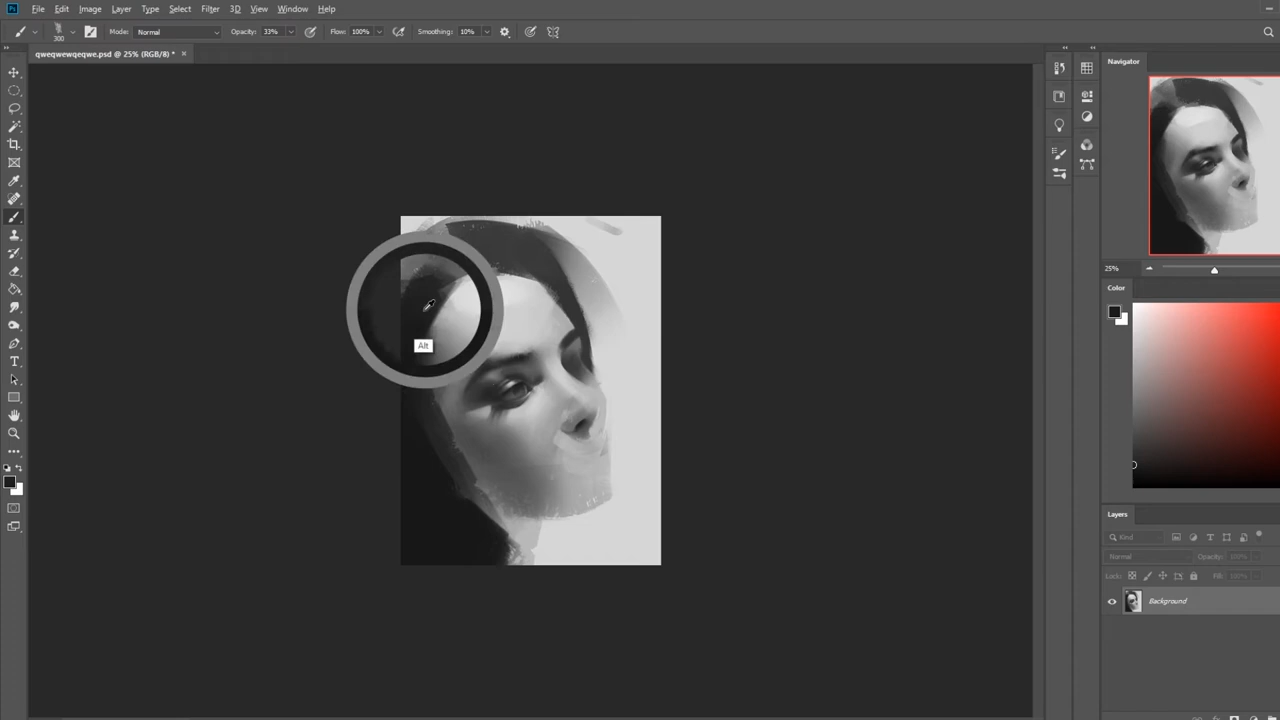 Ps File Edit Image Layer Type Select Filter 3D View Window Help
300 Mode: Normal Opacity: 33% Flow: 100% Smoothing: 10%
qweqwewqeqwe.psd @ 25% (RGB/8) * ×
Navigator
Alt
25%
Color
Layers
Kind
Normal Opacity: 100%
Lock: Fill: 100%
Background